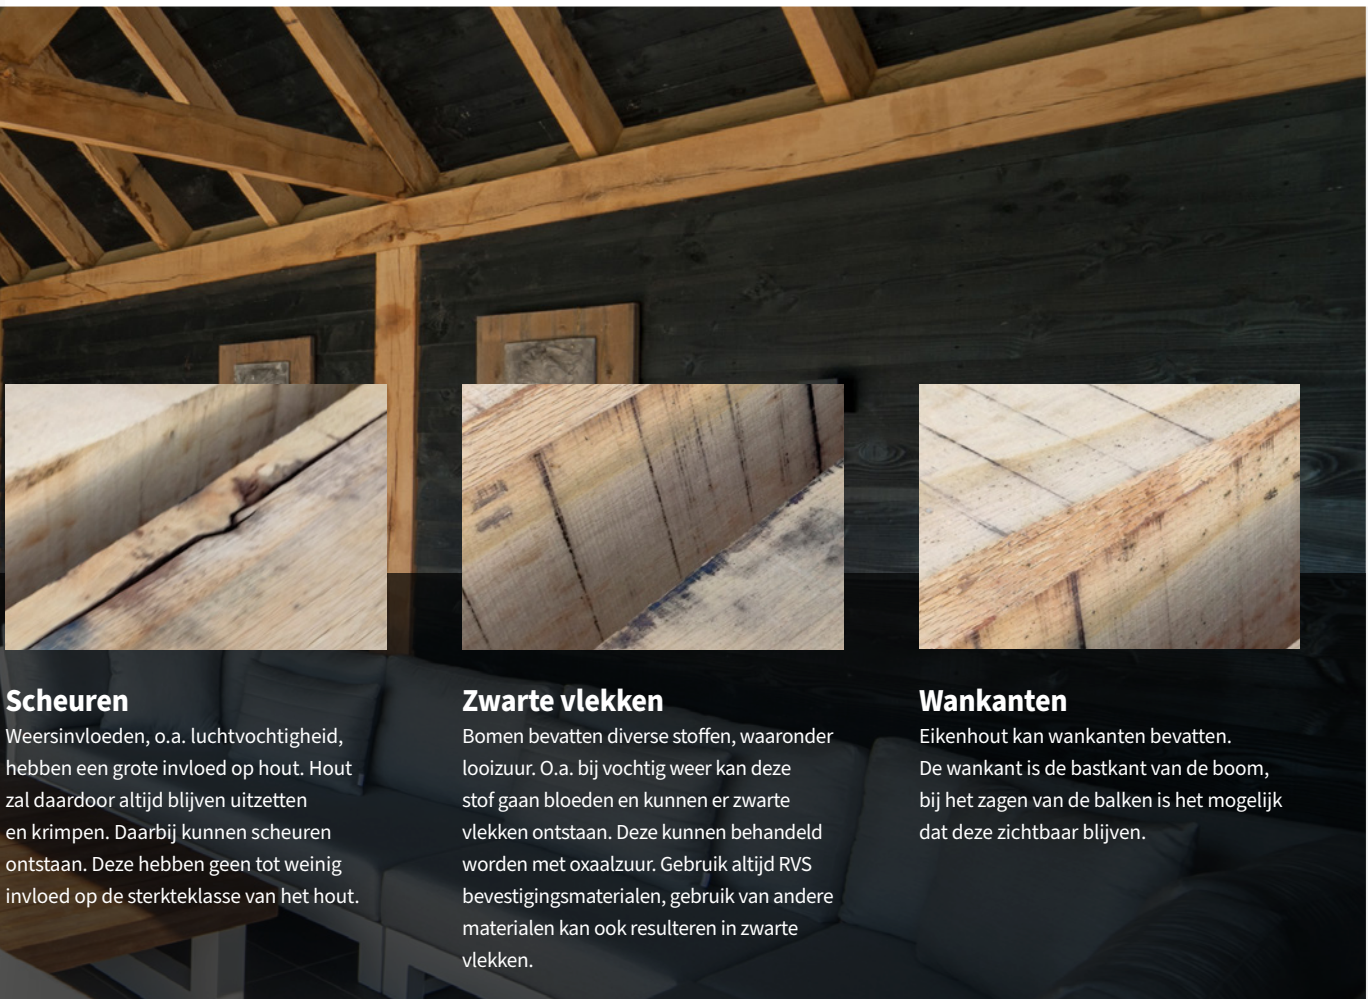 Scheuren
Weersinvloeden, o.a. luchtvochtigheid,
hebben een grote invloed op hout. Hout
zal daardoor altijd blijven uitzetten
en krimpen. Daarbij kunnen scheuren
ontstaan. Deze hebben geen tot weinig
invloed op de sterkteklasse van het hout.
Zwarte vlekken
Bomen bevatten diverse stoffen, waaronder
looizuur. O.a. bij vochtig weer kan deze
stof gaan bloeden en kunnen er zwarte
vlekken ontstaan. Deze kunnen behandeld
worden met oxaalzuur. Gebruik altijd RVS
bevestigingsmaterialen, gebruik van andere
materialen kan ook resulteren in zwarte
vlekken.
Wankanten
Eikenhout kan wankanten bevatten.
De wankant is de bastkant van de boom,
bij het zagen van de balken is het mogelijk
dat deze zichtbaar blijven.